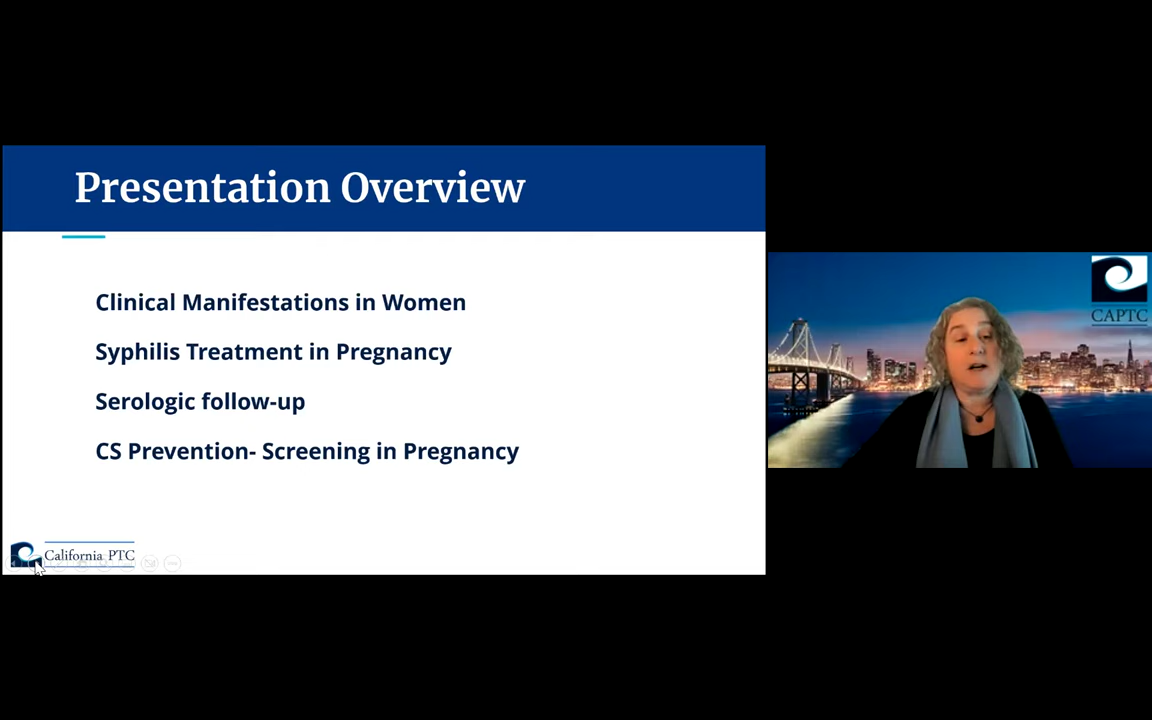 Presentation Overview
Clinical Manifestations in Women
Syphilis Treatment in Pregnancy
Serologic follow-up
CS Prevention- Screening in Pregnancy
California PTC
CAPTC